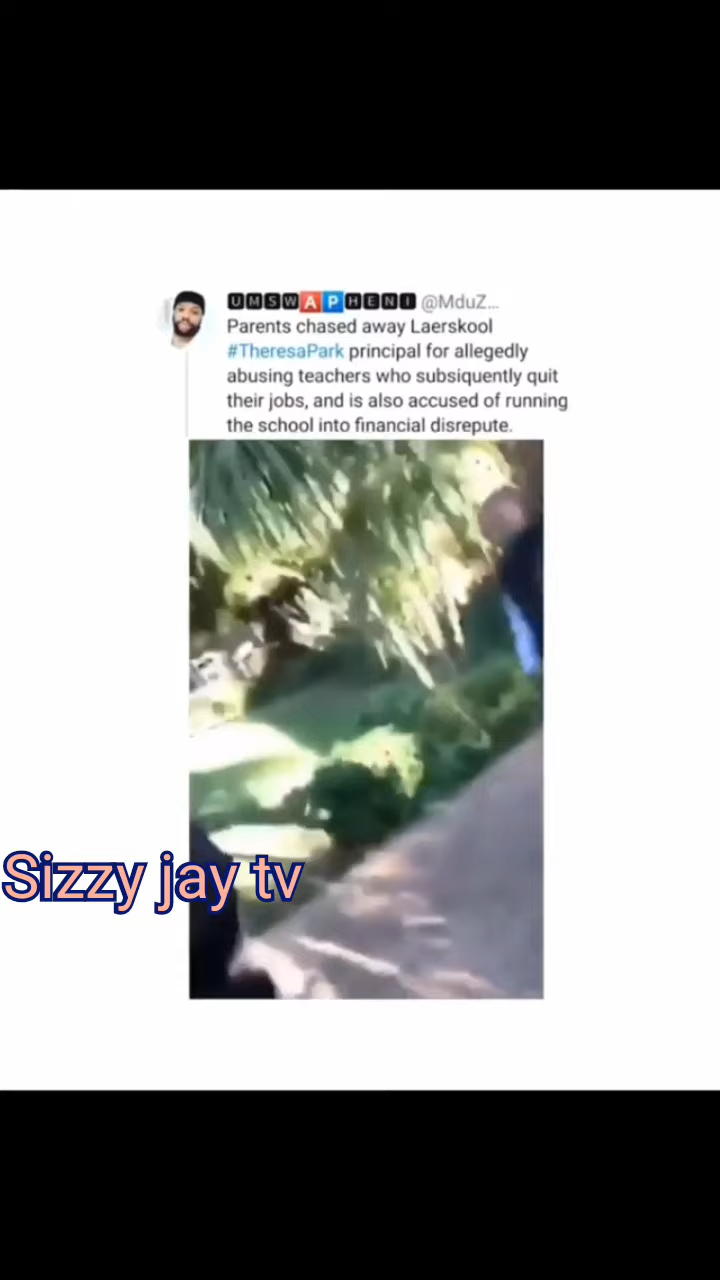 UMSWAPHENI @MduZ...
Parents chased away Laerskool
#TheresaPark principal for allegedly
abusing teachers who subsiquently quit
their jobs, and is also accused of running
the school into financial disrepute.
Sizzy jay tv